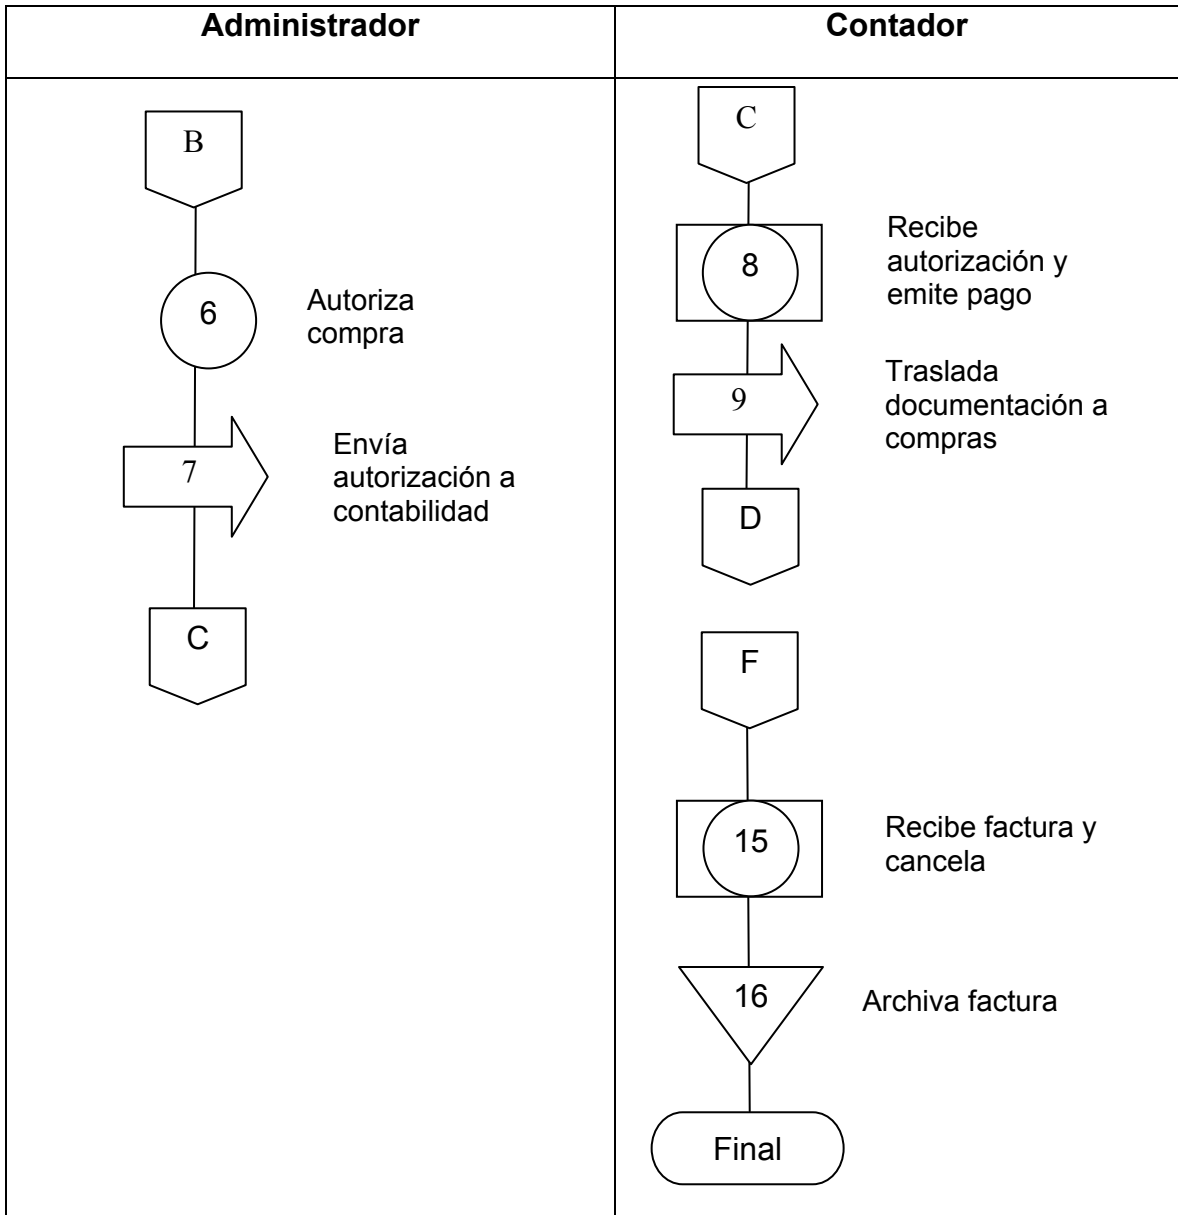 Administrador
Contador
B
6
Autoriza
compra
7
Envía
autorización a
contabilidad
C
C
8
Recibe
autorización y
emite pago
9
Traslada
documentación a
compras
D
F
15
Recibe factura y
cancela
16
Archiva factura
Final